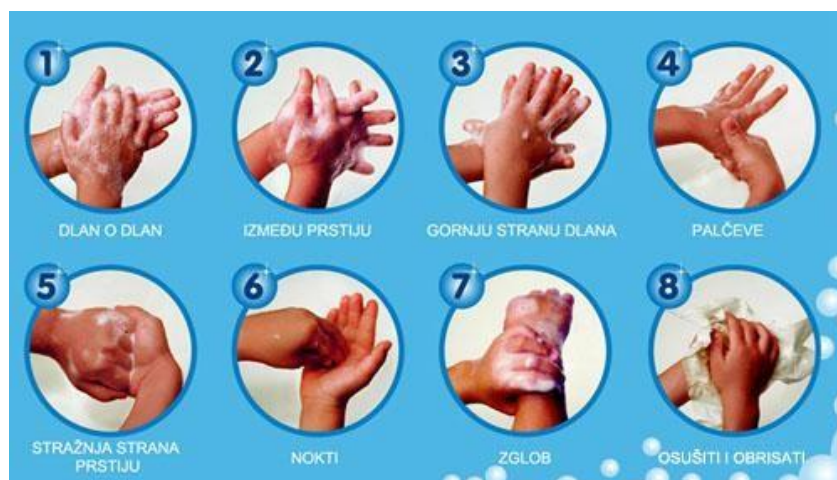 1
DLAN O DLAN
2
IZMEĐU PRSTIJU
3
GORNJU STRANU DLANA
4
PALČEVE
5
STRAŽNJA STRANA
PRSTIJU
6
NOKTI
7
ZGLOB
8
OSUŠITI I OBRISATI